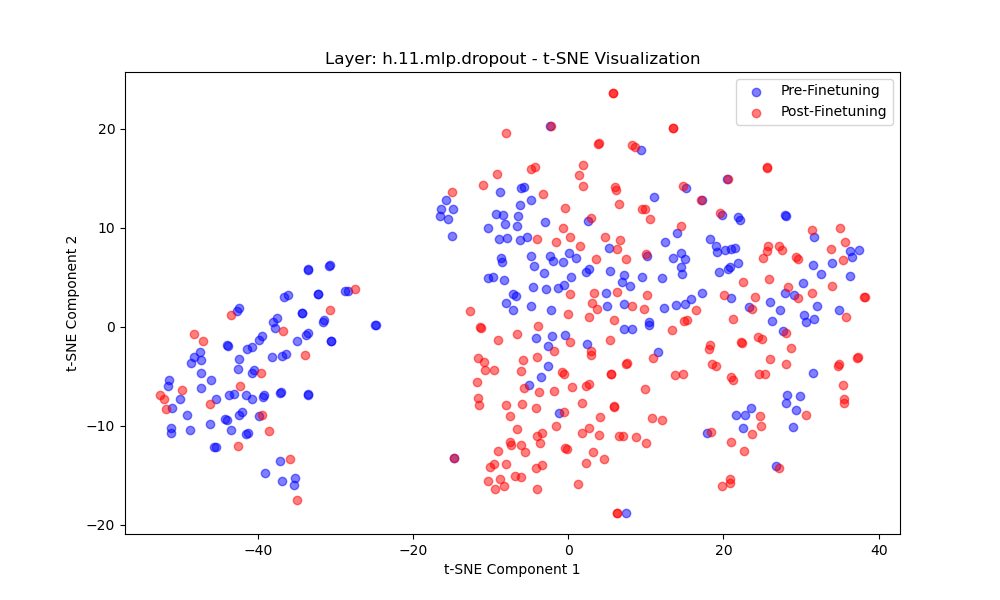 Layer: h.11.mlp.dropout - t-SNE Visualization
Pre-Finetuning
Post-Finetuning
20
10
0
−10
−20
t-SNE Component 2
−40
−20
0
20
40
t-SNE Component 1